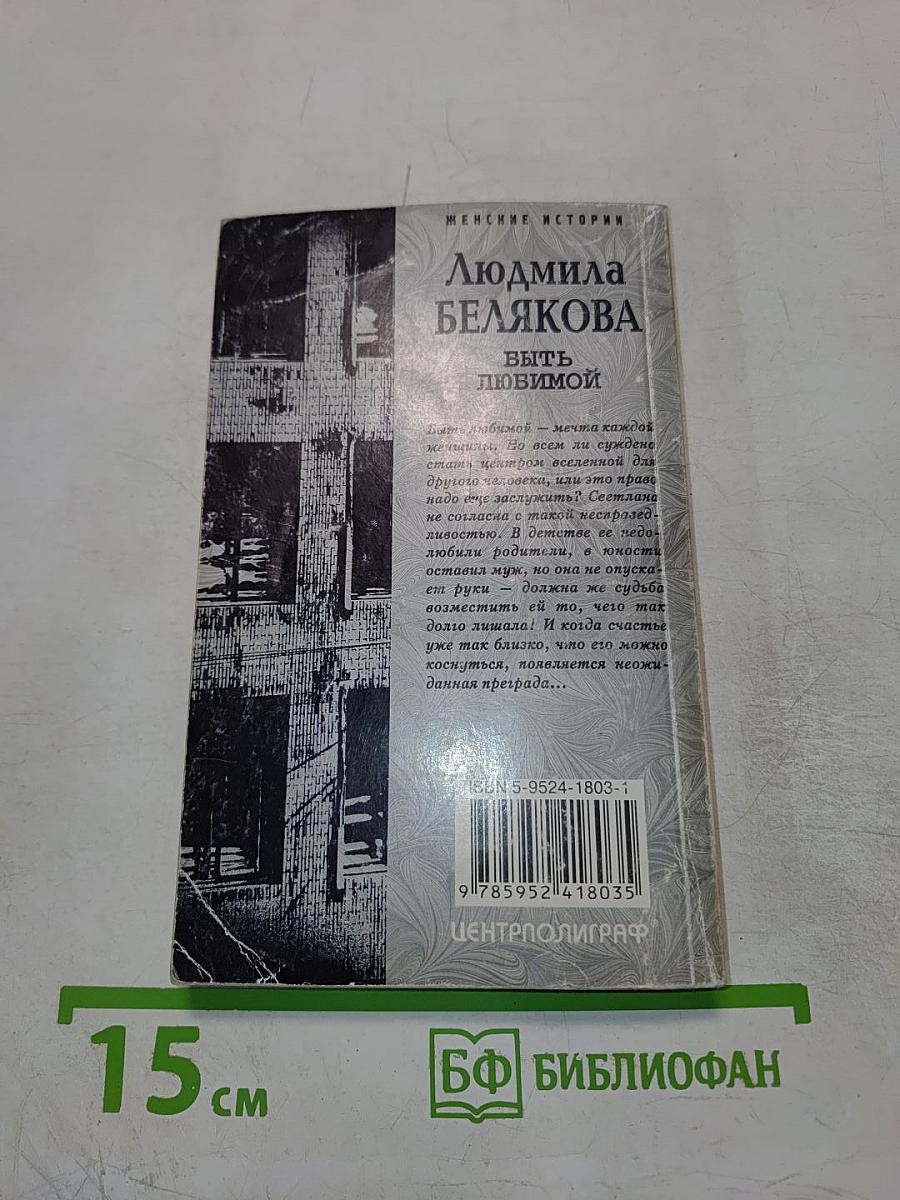 ЖЕНСКИЕ ИСТОРИИ
Людмила
БЕЛЯКОВА
БЫТЬ
ЛЮБИМОЙ
Быть любимой — мечта каждой
женщины. Но всем ли суждено
стать центром вселенной для
другого человека, или это право
надо еще заслужить? Светлана
не согласна с такой несправед-
ливостью. В детстве ее недо-
любили родители, в юности
оставил муж, но она не опуска-
ет руки — должна же судьба
возместить ей то, чего так
долго лишала! И когда счастье
уже так близко, что его можно
коснуться, появляется неожи-
данная преграда...
ISBN 5-9524-1803-1
9 785952 418035
ЦЕНТРПОЛИГРАФ
15 см
БФ БИБЛИОФАН